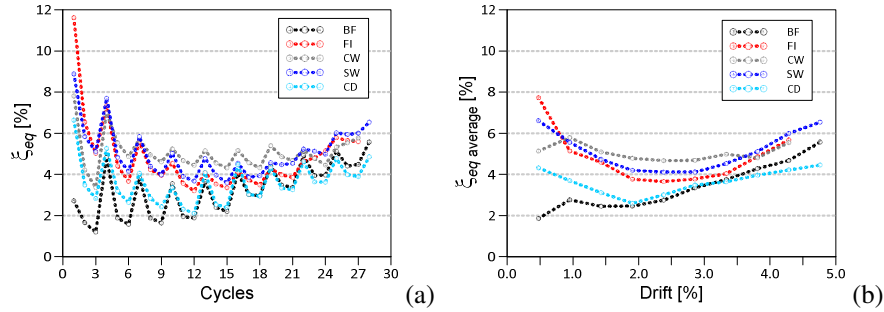 12
10
8
6
4
2
0
ξeq [%]
0 3 6 9 12 15 18 21 24 27 30
Cycles
BF
FI
CW
SW
CD
(a)
12
10
8
6
4
2
0
ξeq average [%]
0.0 1.0 2.0 3.0 4.0 5.0
Drift [%]
BF
FI
CW
SW
CD
(b)